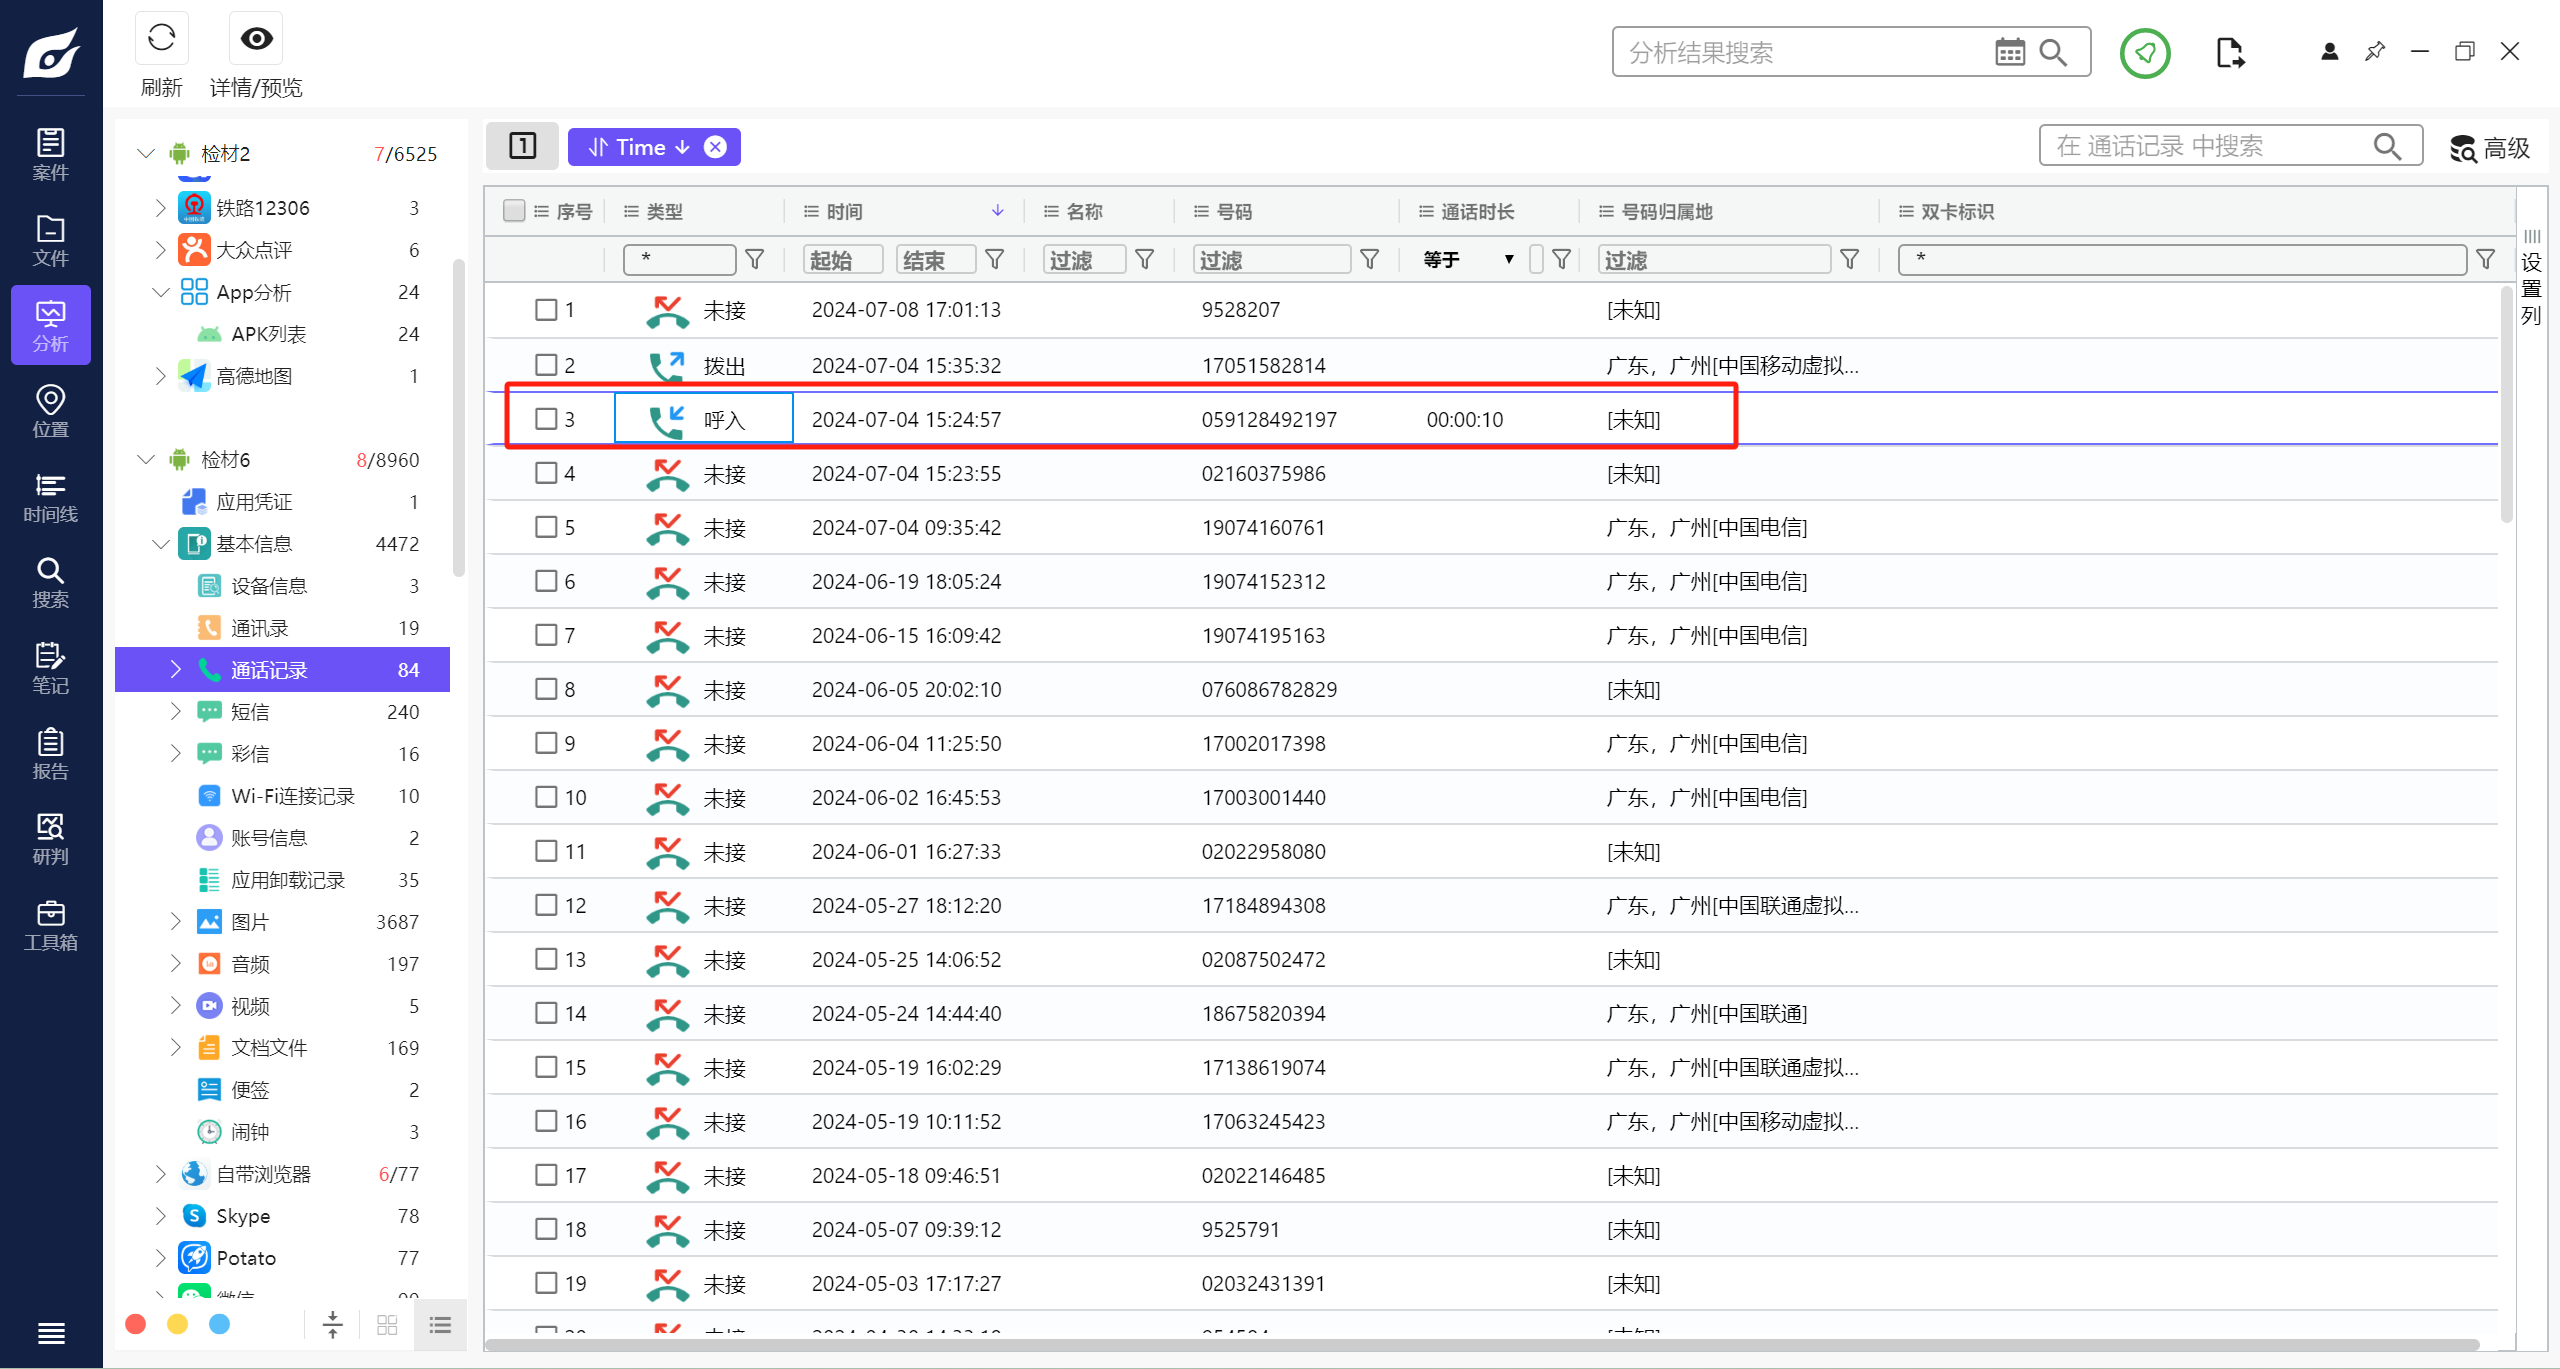 刷新
详情/预览
分析结果搜索
案件
文件
分析
位置
时间线
搜索
笔记
报告
研判
工具箱
检材2 7/6525
铁路12306 3
大众点评 6
App分析 24
APK列表 24
高德地图 1
检材6 8/8960
应用凭证 1
基本信息 4472
设备信息 3
通讯录 19
通话记录 84
短信 240
彩信 16
Wi-Fi连接记录 10
账号信息 2
应用卸载记录 35
图片 3687
音频 197
视频 5
文档文件 169
便签 2
闹钟 3
自带浏览器 6/77
Skype 78
Potato 77
1 Time
在 通话记录 中搜索
高级
序号 类型 时间 名称 号码 通话时长 号码归属地 双卡标识
* 起始 结束 过滤 过滤 等于 过滤 *
设置列
1 未接 2024-07-08 17:01:13 9528207 [未知]
2 拨出 2024-07-04 15:35:32 17051582814 广东，广州[中国移动虚拟...
3 呼入 2024-07-04 15:24:57 059128492197 00:00:10 [未知]
4 未接 2024-07-04 15:23:55 02160375986 [未知]
5 未接 2024-07-04 09:35:42 19074160761 广东，广州[中国电信]
6 未接 2024-06-19 18:05:24 19074152312 广东，广州[中国电信]
7 未接 2024-06-15 16:09:42 19074195163 广东，广州[中国电信]
8 未接 2024-06-05 20:02:10 076086782829 [未知]
9 未接 2024-06-04 11:25:50 17002017398 广东，广州[中国电信]
10 未接 2024-06-02 16:45:53 17003001440 广东，广州[中国电信]
11 未接 2024-06-01 16:27:33 02022958080 [未知]
12 未接 2024-05-27 18:12:20 17184894308 广东，广州[中国联通虚拟...
13 未接 2024-05-25 14:06:52 02087502472 [未知]
14 未接 2024-05-24 14:44:40 18675820394 广东，广州[中国联通]
15 未接 2024-05-19 16:02:29 17138619074 广东，广州[中国联通虚拟...
16 未接 2024-05-19 10:11:52 17063245423 广东，广州[中国移动虚拟...
17 未接 2024-05-18 09:46:51 02022146485 [未知]
18 未接 2024-05-07 09:39:12 9525791 [未知]
19 未接 2024-05-03 17:17:27 02032431391 [未知]